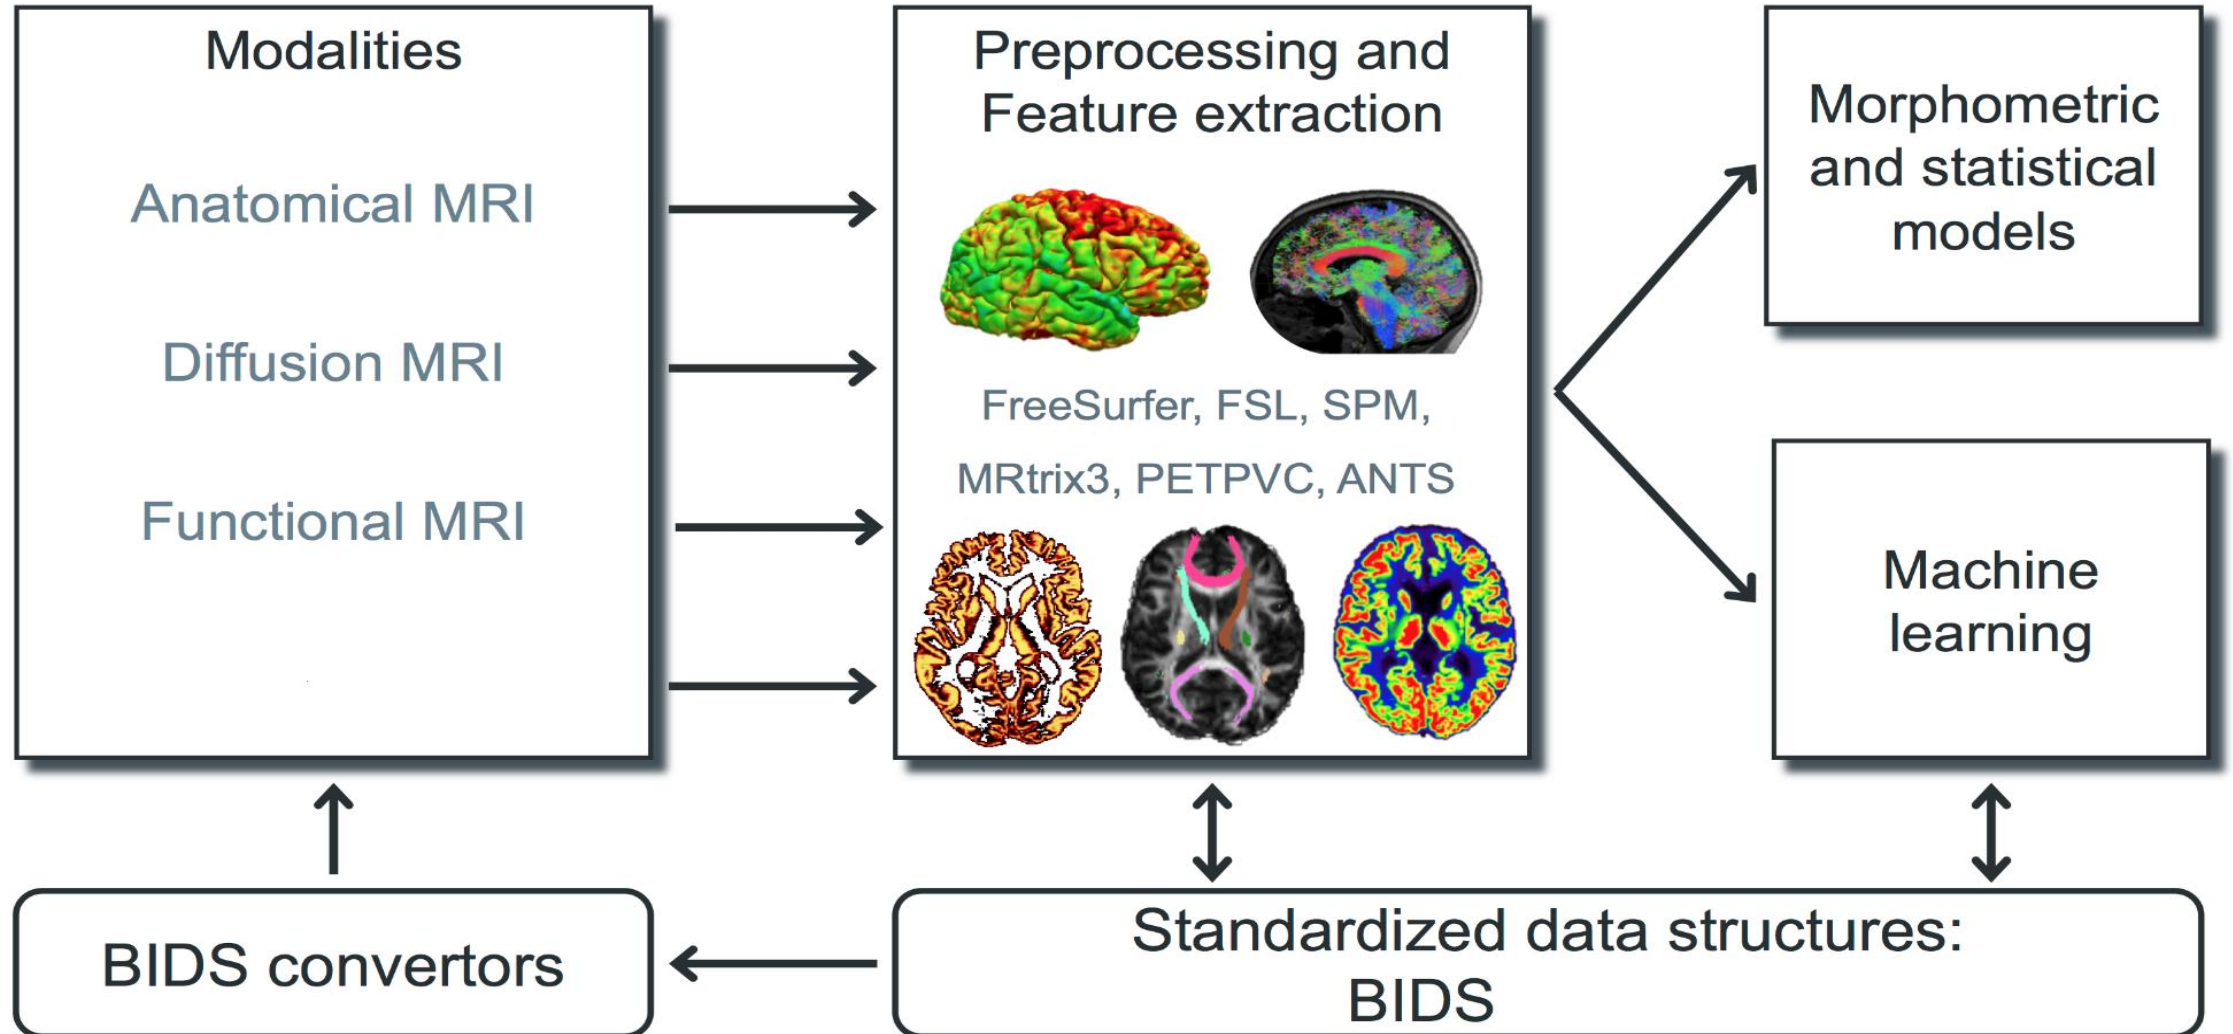 Modalities
Anatomical MRI
Diffusion MRI
Functional MRI
Preprocessing and
Feature extraction
FreeSurfer, FSL, SPM,
MRtrix3, PETPVC, ANTS
Morphometric
and statistical
models
Machine
learning
BIDS convertors
Standardized data structures:
BIDS